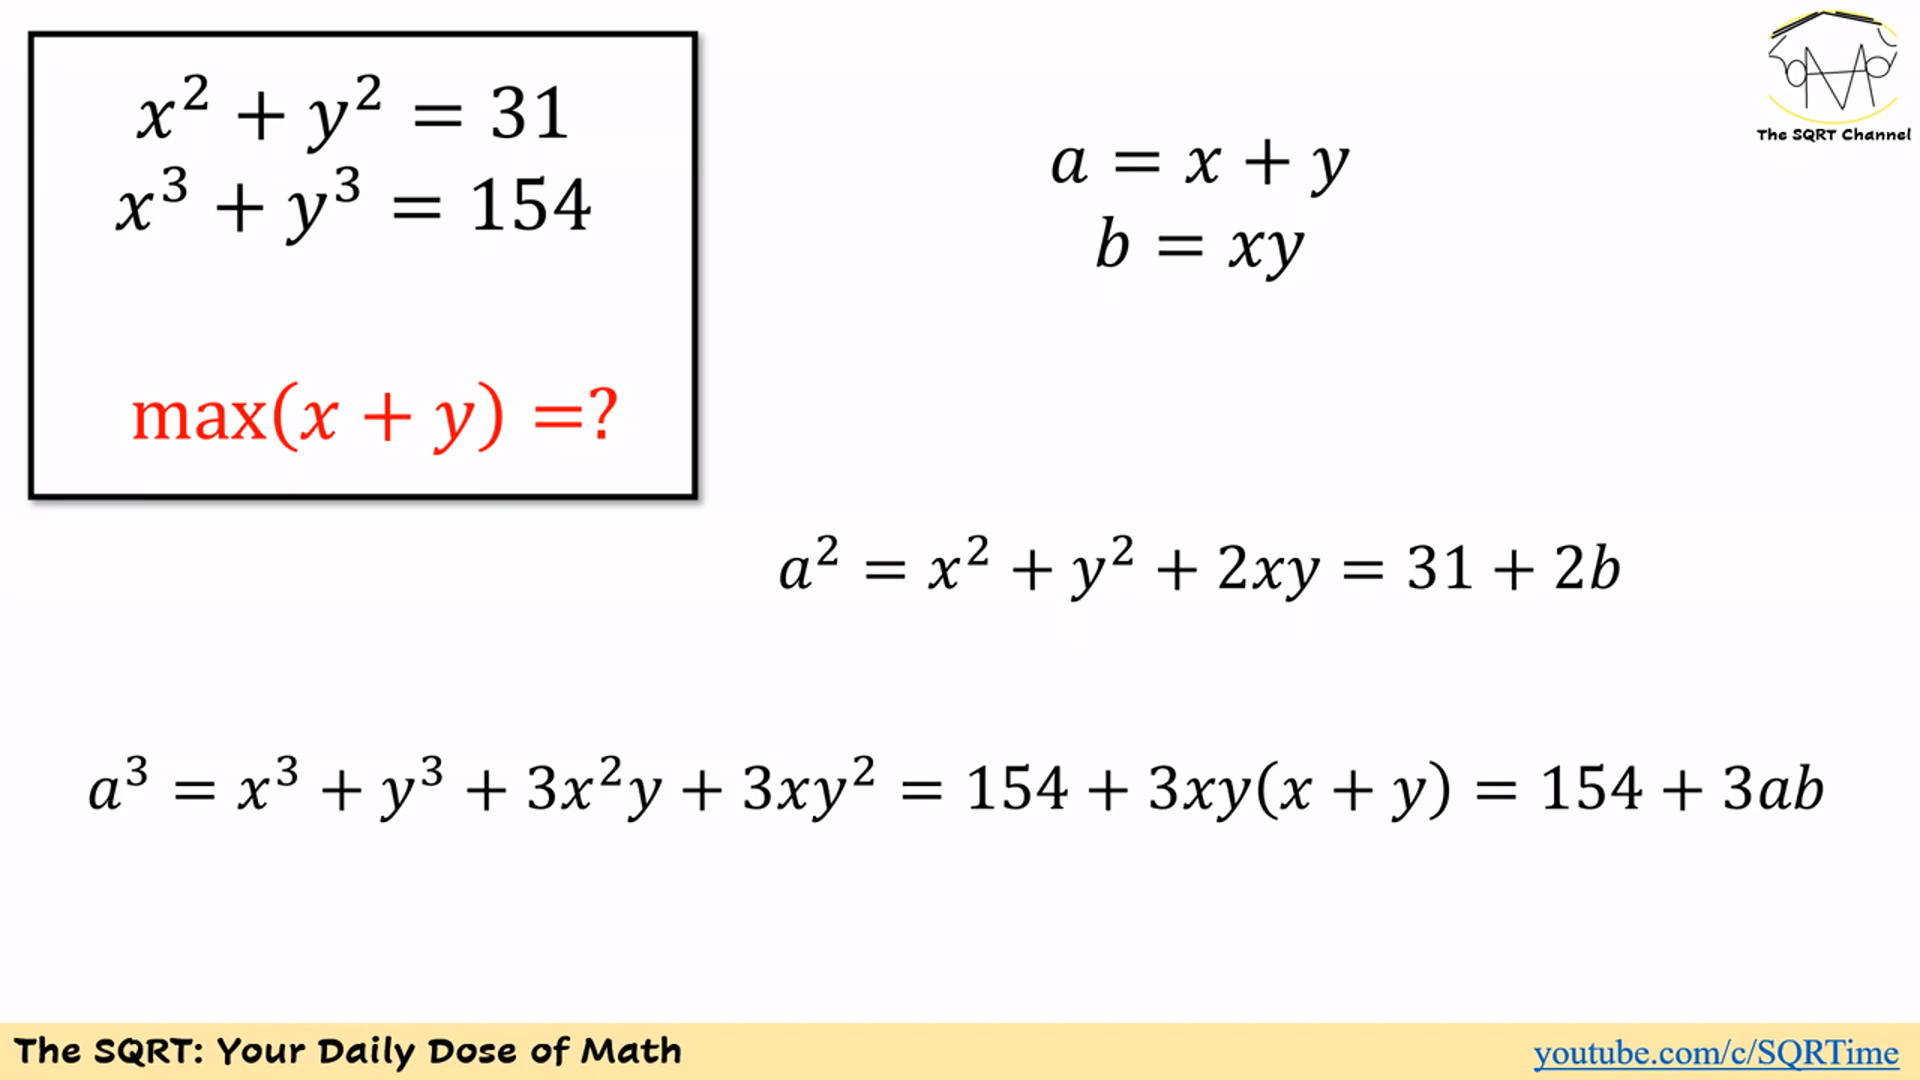 x² + y² = 31
x³ + y³ = 154
max(x + y) =?
The SQRT Channel
a = x + y
b = xy
a² = x² + y² + 2xy = 31 + 2b
a³ = x³ + y³ + 3x²y + 3xy² = 154 + 3xy(x + y) = 154 + 3ab
The SQRT: Your Daily Dose of Math
youtube.com/c/SQRTime